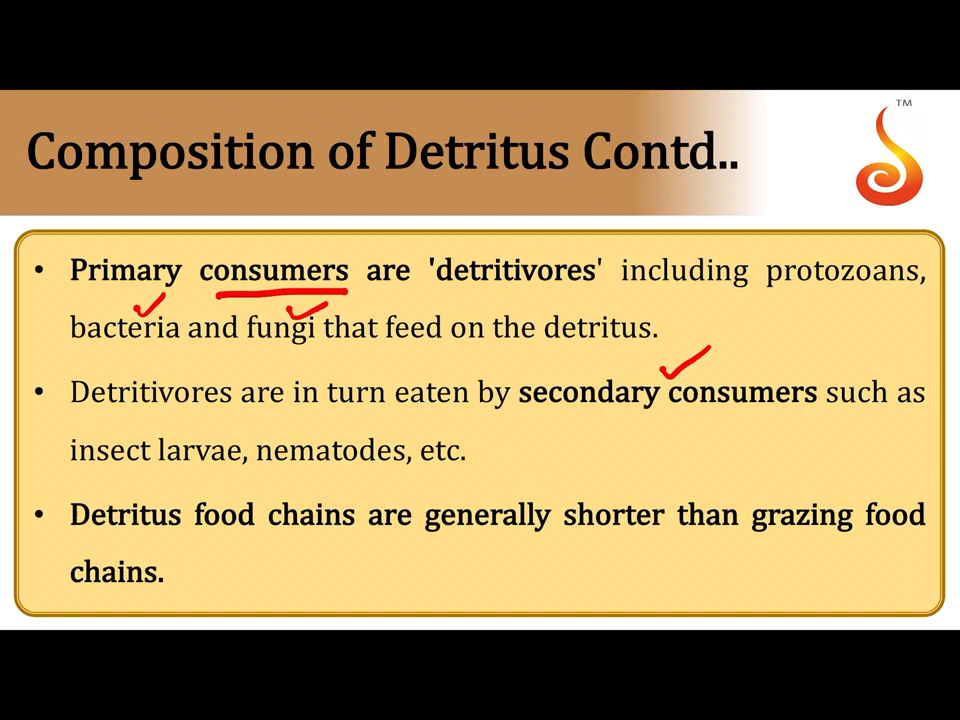 TM
Composition of Detritus Contd..
• Primary consumers are 'detritivores' including protozoans,
bacteria and fungi that feed on the detritus.
• Detritivores are in turn eaten by secondary consumers such as
insect larvae, nematodes, etc.
• Detritus food chains are generally shorter than grazing food
chains.